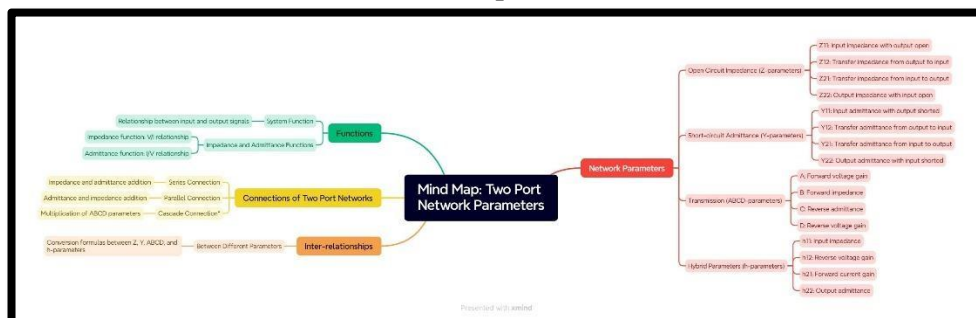 Mind Map: Two Port
Network Parameters
Functions
System Function
Relationship between input and output signals
Impedance and Admittance Functions
Impedance function: V/I relationship
Admittance function: I/V relationship
Connections of Two Port Networks
Series Connection
Impedance and admittance addition
Parallel Connection
Admittance and impedance addition
Cascade Connection*
Multiplication of ABCD parameters
Inter-relationships
Between Different Parameters
Conversion formulas between Z, Y, ABCD, and
h-parameters
Network Parameters
Open Circuit Impedance (Z-parameters)
Z11: Input impedance with output open
Z12: Transfer impedance from output to input
Z21: Transfer impedance from input to output
Z22: Output impedance with input open
Short-circuit Admittance (Y-parameters)
Y11: Input admittance with output shorted
Y12: Transfer admittance from output to input
Y21: Transfer admittance from input to output
Y22: Output admittance with input shorted
Transmission (ABCD-parameters)
A: Forward voltage gain
B: Forward impedance
C: Reverse admittance
D: Reverse voltage gain
Hybrid Parameters (h-parameters)
h11: Input impedance
h12: Reverse voltage gain
h21: Forward current gain
h22: Output admittance
Presented with xmind